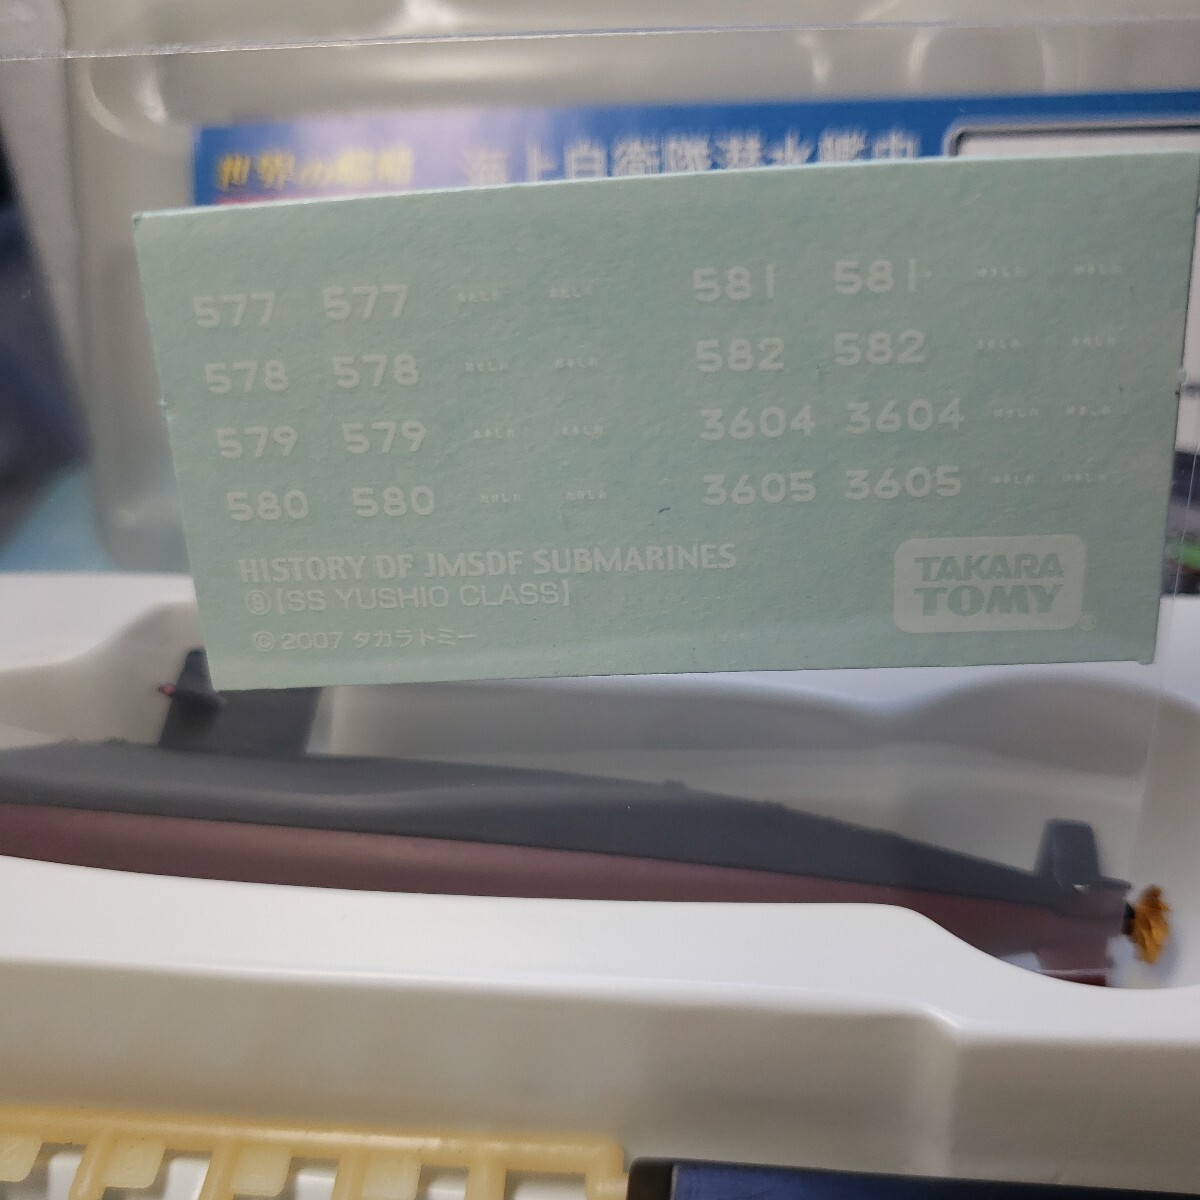 世界の艦船 海上自衛隊潜水艦史
577 577
578 578
579 579
580 580
581 581
582 582
3604 3604
3605 3605
HISTORY OF JMSDF SUBMARINES
⑧ [SS YUSHIO CLASS]
© 2007 タカラトミー
TAKARA
TOMY®